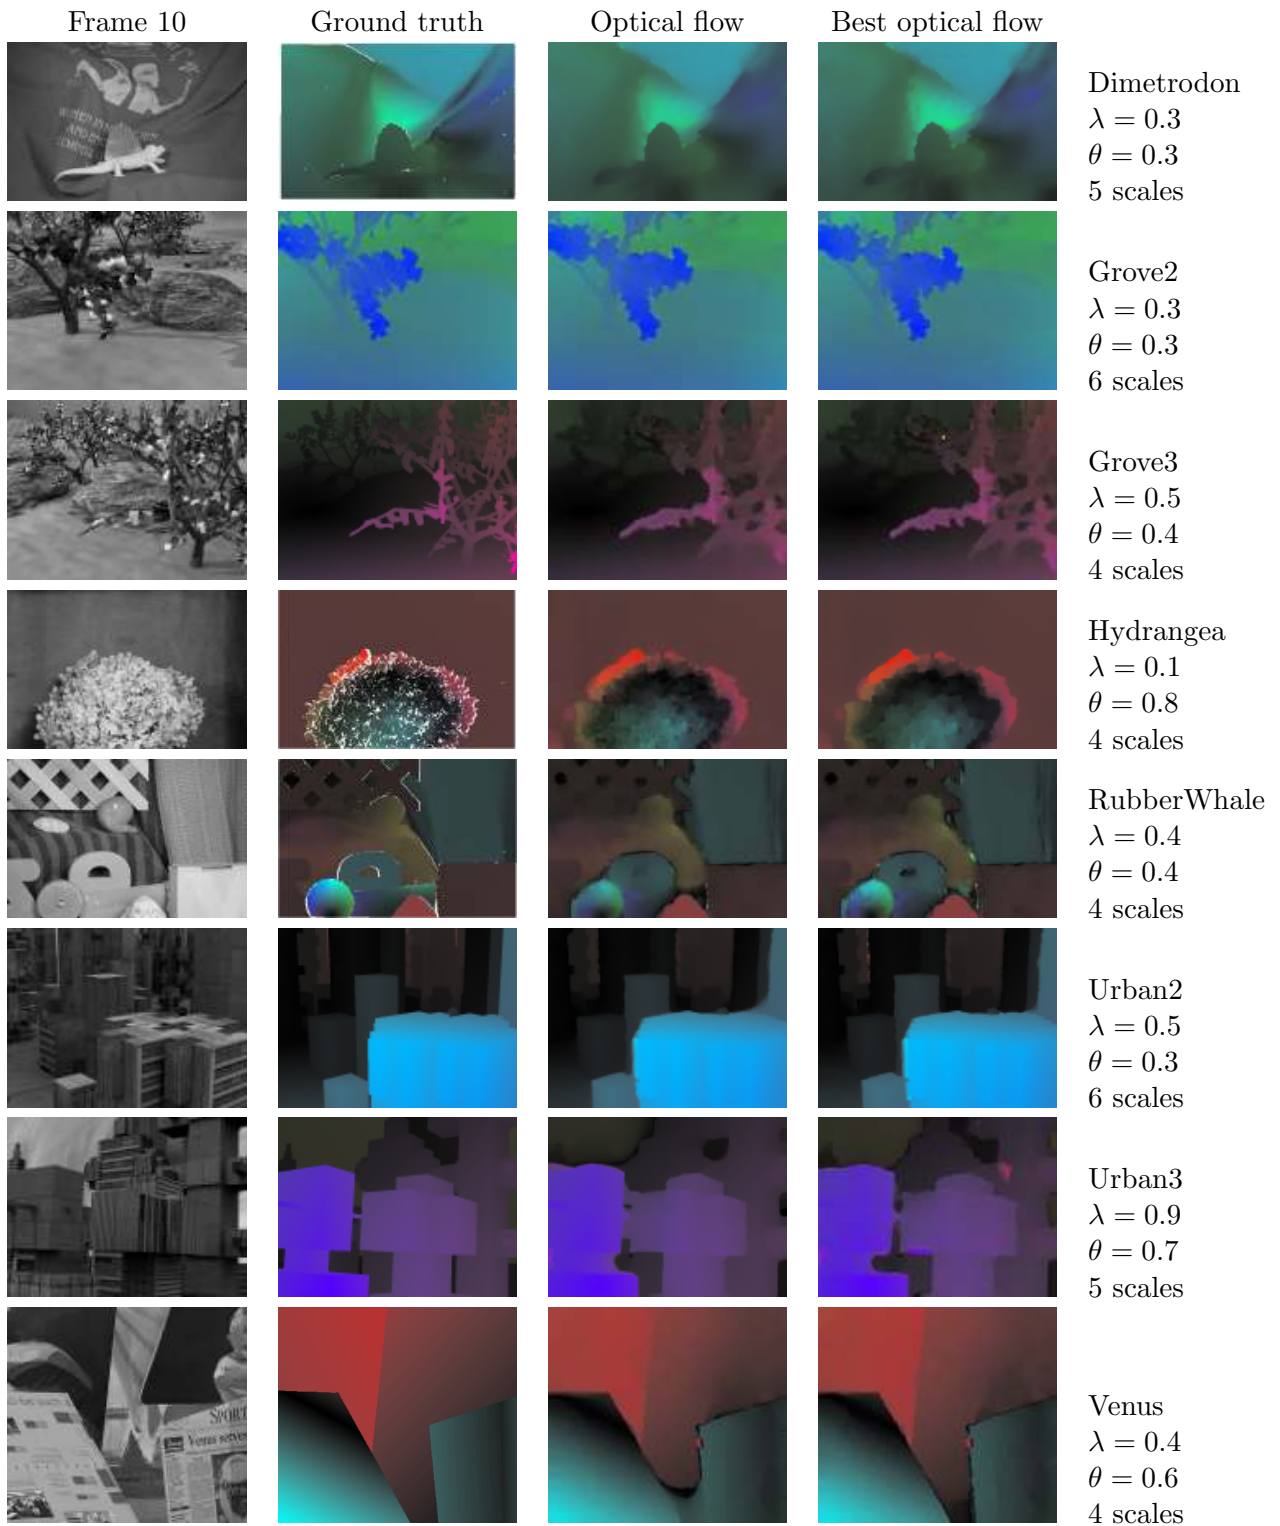 Frame 10
Ground truth
Optical flow
Best optical flow
Dimetrodon
λ = 0.3
θ = 0.3
5 scales
Grove2
λ = 0.3
θ = 0.3
6 scales
Grove3
λ = 0.5
θ = 0.4
4 scales
Hydrangea
λ = 0.1
θ = 0.8
4 scales
RubberWhale
λ = 0.4
θ = 0.4
4 scales
Urban2
λ = 0.5
θ = 0.3
6 scales
Urban3
λ = 0.9
θ = 0.7
5 scales
SPORT
Venus
Venus
λ = 0.4
θ = 0.6
4 scales